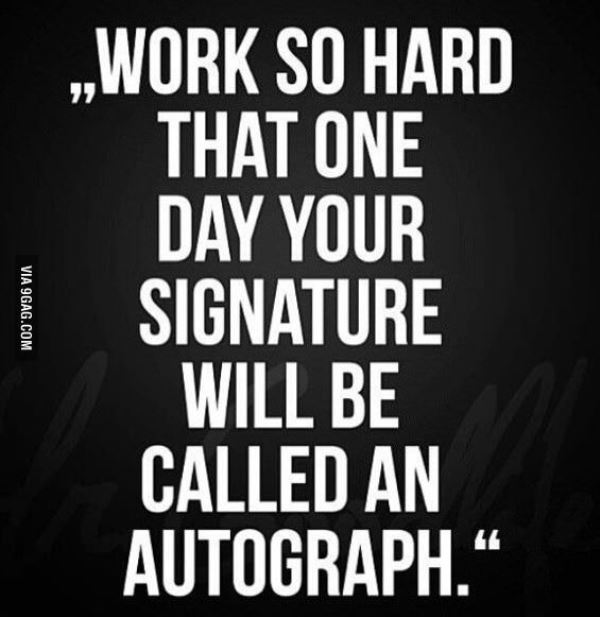 „WORK SO HARD
THAT ONE
DAY YOUR
SIGNATURE
WILL BE
CALLED AN
AUTOGRAPH.“
VIA 9GAG.COM